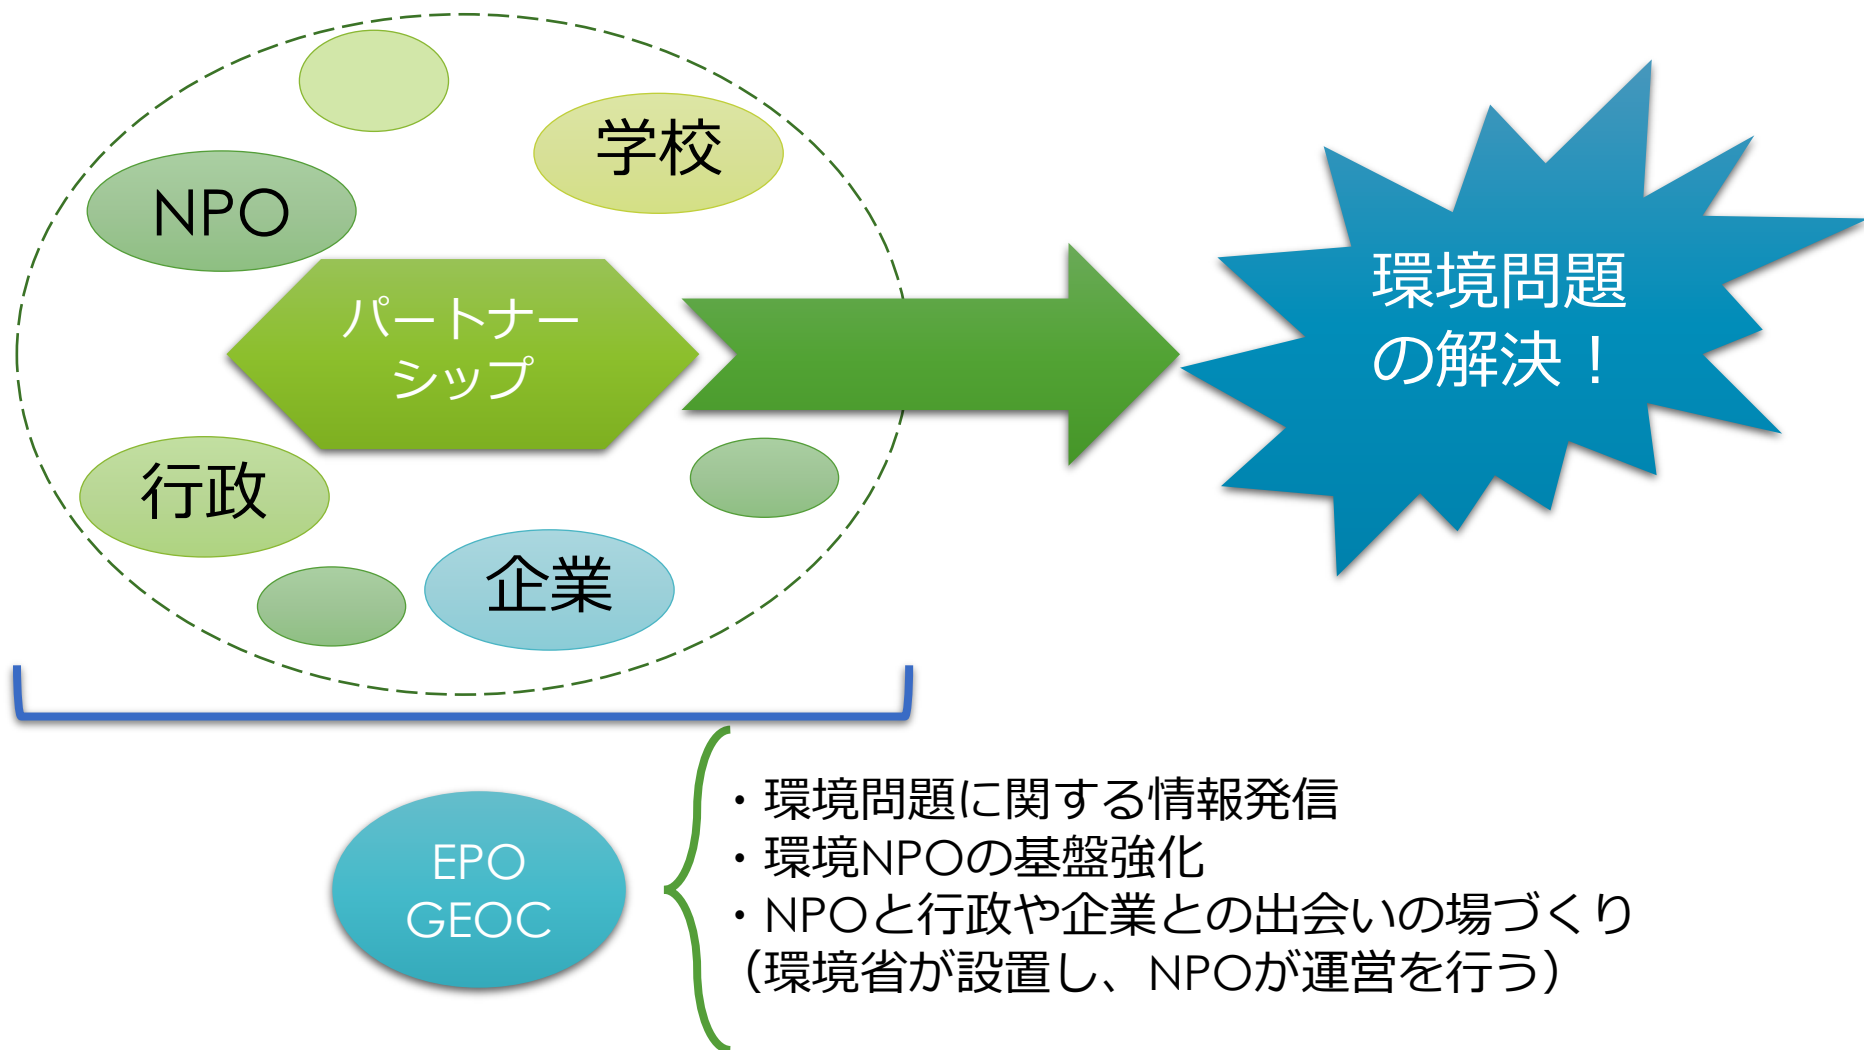 学校
NPO
パートナー
シップ
環境問題
の解決！
行政
企業
EPO
GEOC
・環境問題に関する情報発信
・環境NPOの基盤強化
・NPOと行政や企業との出会いの場づくり
（環境省が設置し、NPOが運営を行う）